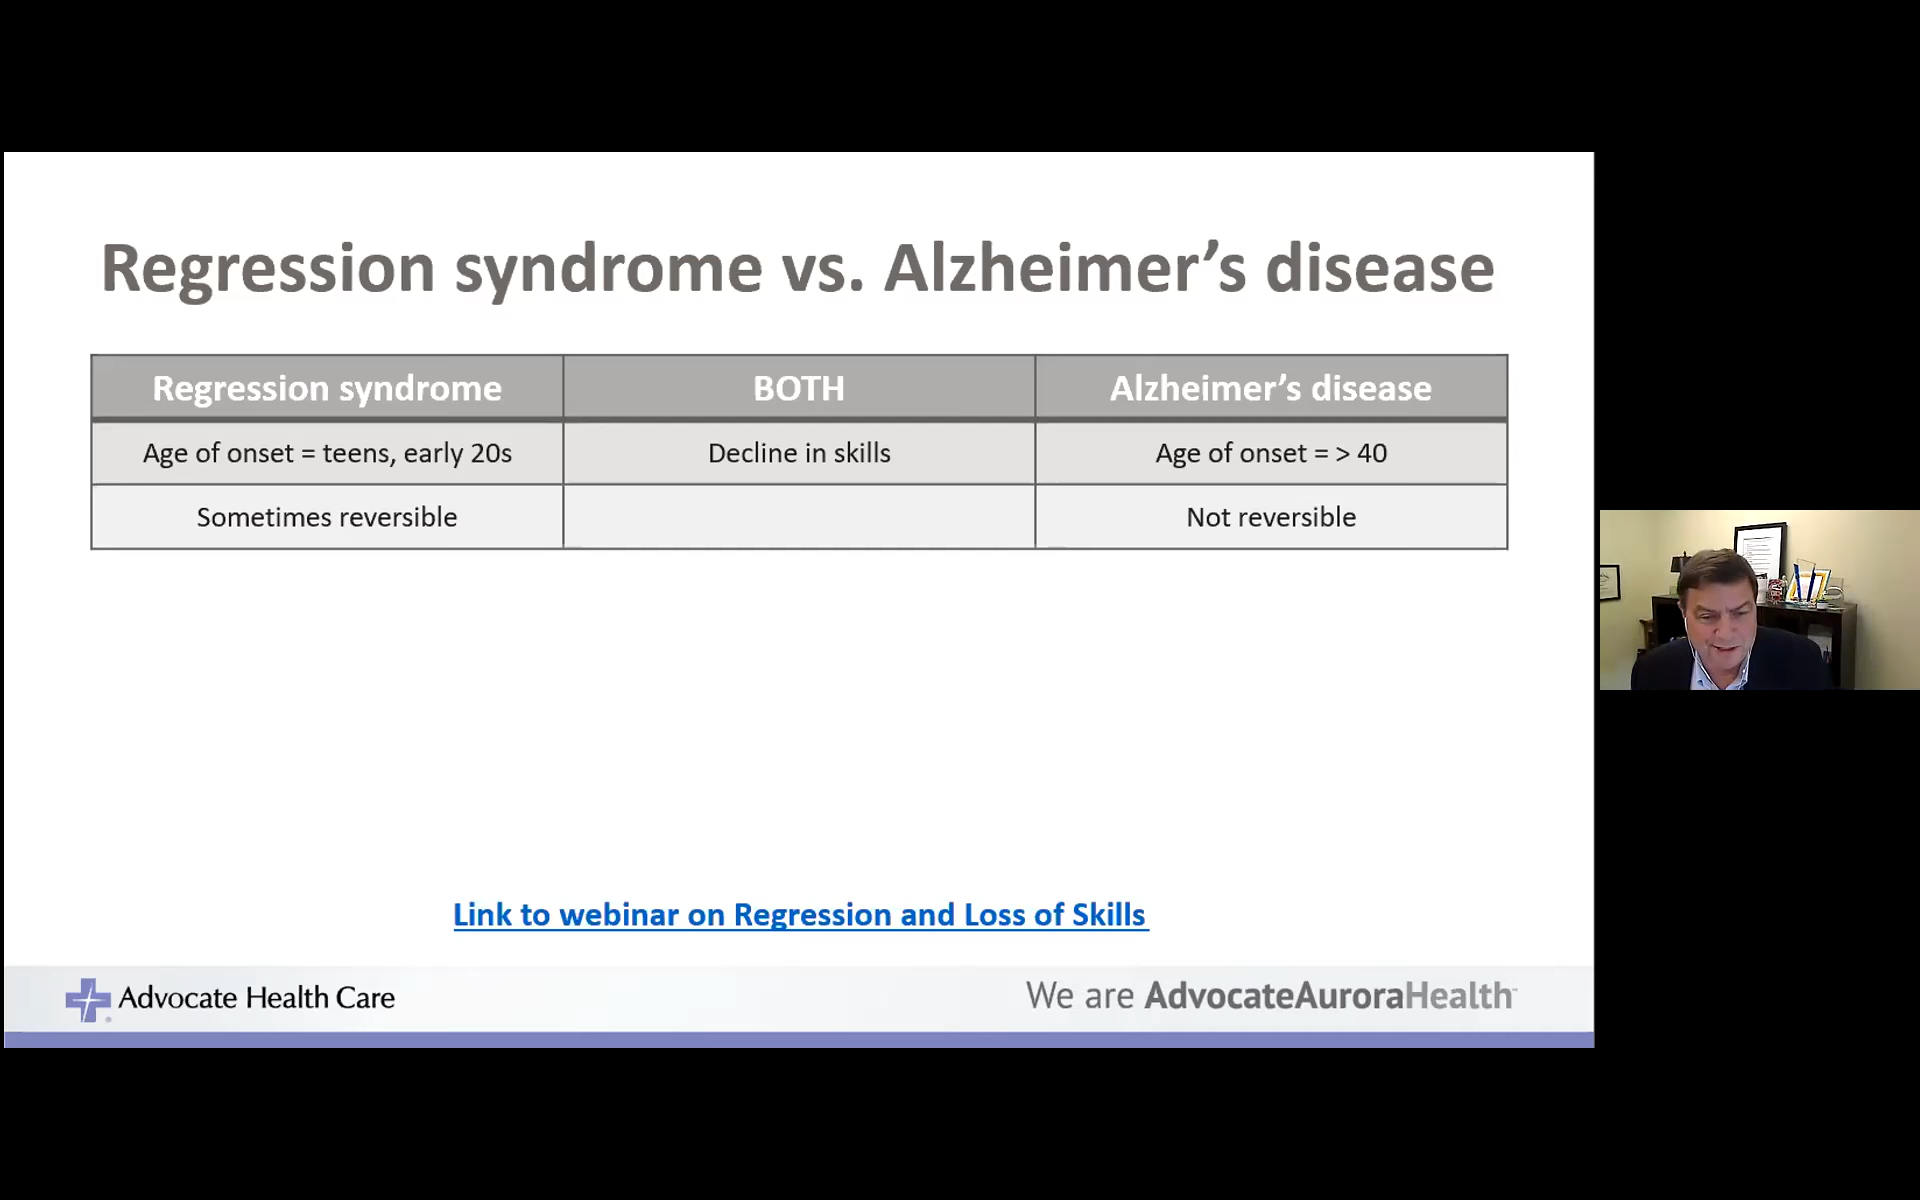 Regression syndrome vs. Alzheimer’s disease
Regression syndrome BOTH Alzheimer’s disease
Age of onset = teens, early 20s Decline in skills Age of onset = > 40
Sometimes reversible Not reversible
Link to webinar on Regression and Loss of Skills
Advocate Health Care We are AdvocateAuroraHealth